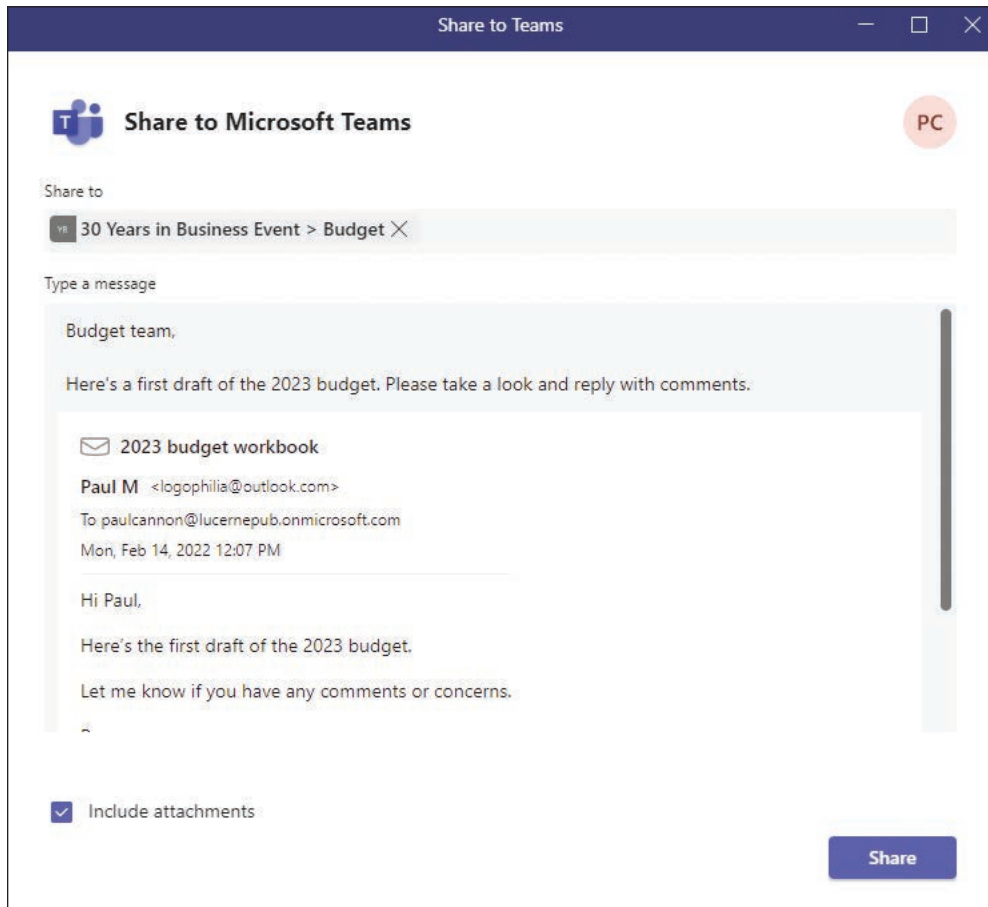 Share to Teams
T
Share to Microsoft Teams
PC
Share to
YB 30 Years in Business Event > Budget
Type a message
Budget team,
Here's a first draft of the 2023 budget. Please take a look and reply with comments.
2023 budget workbook
Paul M <logophilia@outlook.com>
To paulcannon@lucernepub.onmicrosoft.com
Mon, Feb 14, 2022 12:07 PM
Hi Paul,
Here's the first draft of the 2023 budget.
Let me know if you have any comments or concerns.
Include attachments
Share